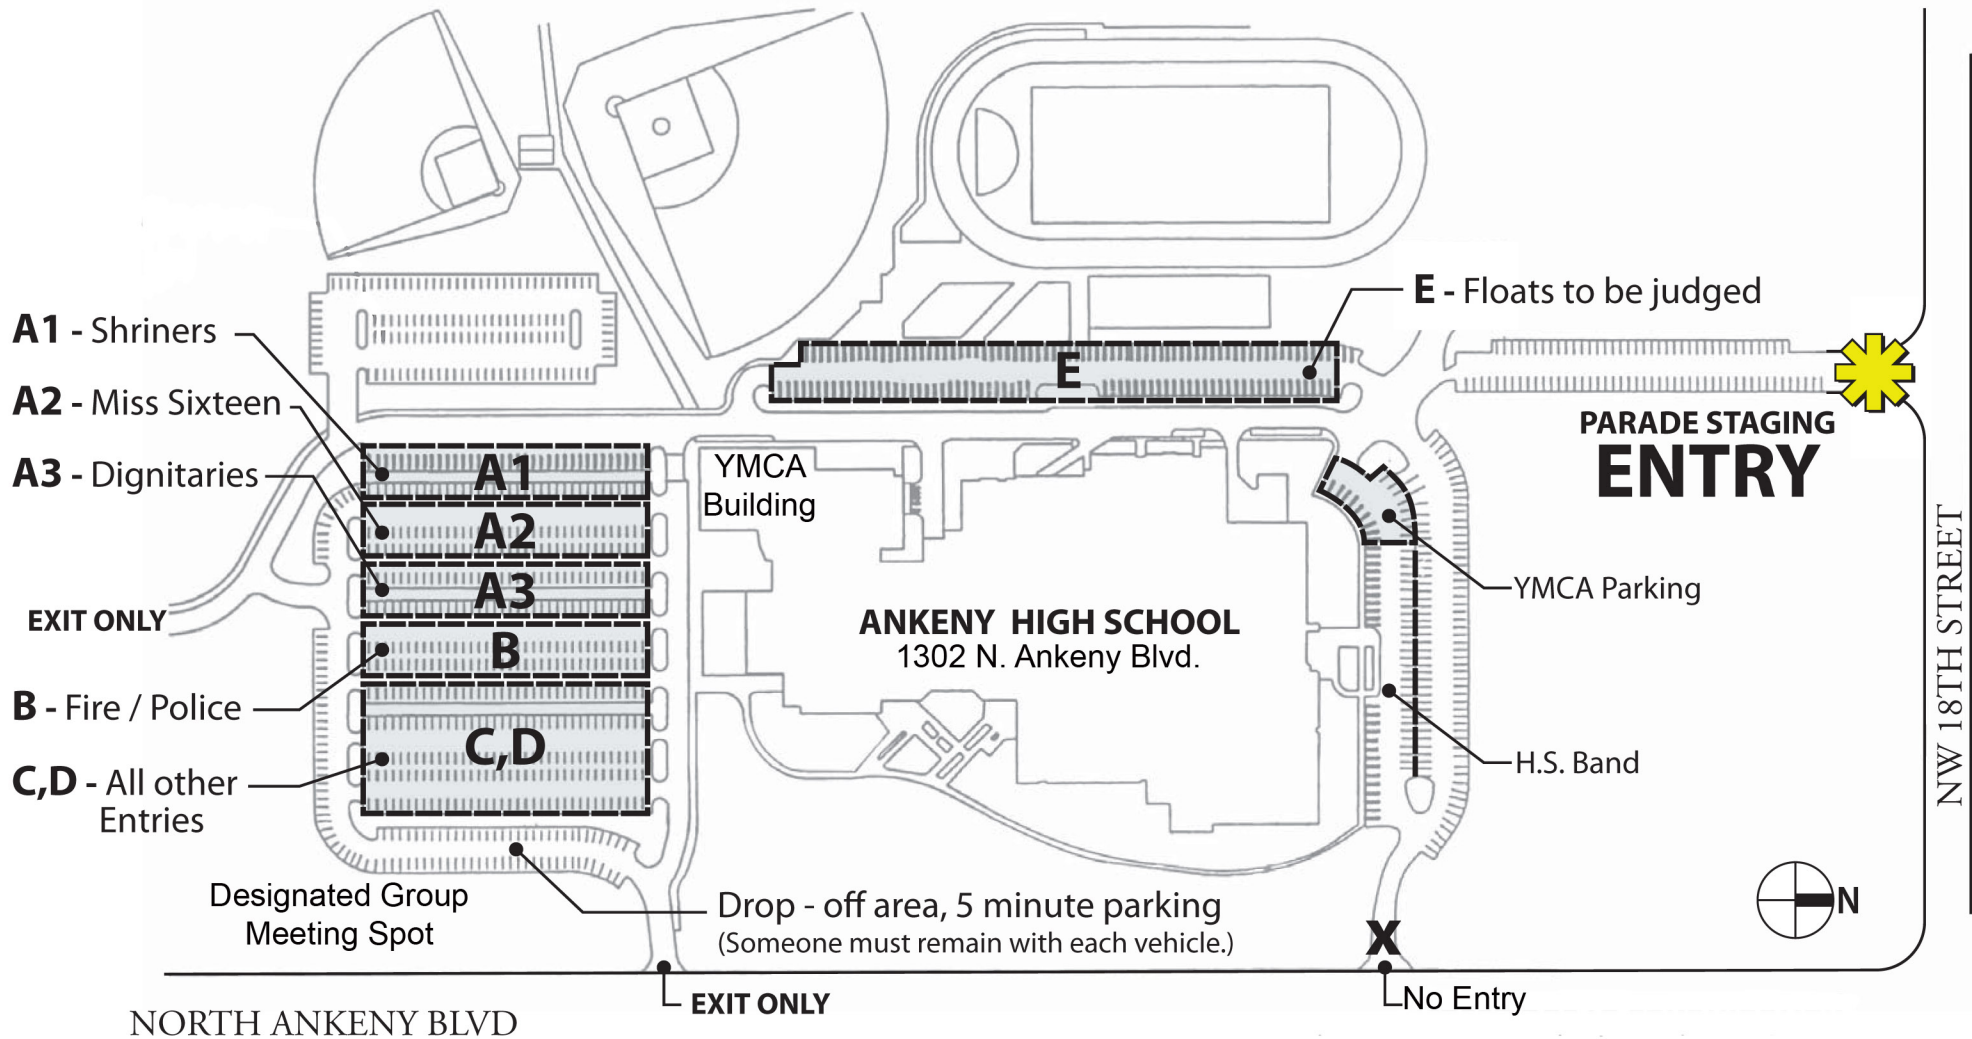 E - Floats to be judged
A1 - Shriners
E
A2 - Miss Sixteen
PARADE STAGING
ENTRY
A3 - Dignitaries
A1
YMCA
Building
A2
A3
YMCA Parking
EXIT ONLY
ANKENY HIGH SCHOOL
1302 N. Ankeny Blvd.
B
NW 18TH STREET
B - Fire / Police
C,D
H.S. Band
C,D - All other
Entries
Designated Group
Meeting Spot
Drop - off area, 5 minute parking
(Someone must remain with each vehicle.)
N
X
EXIT ONLY
No Entry
NORTH ANKENY BLVD